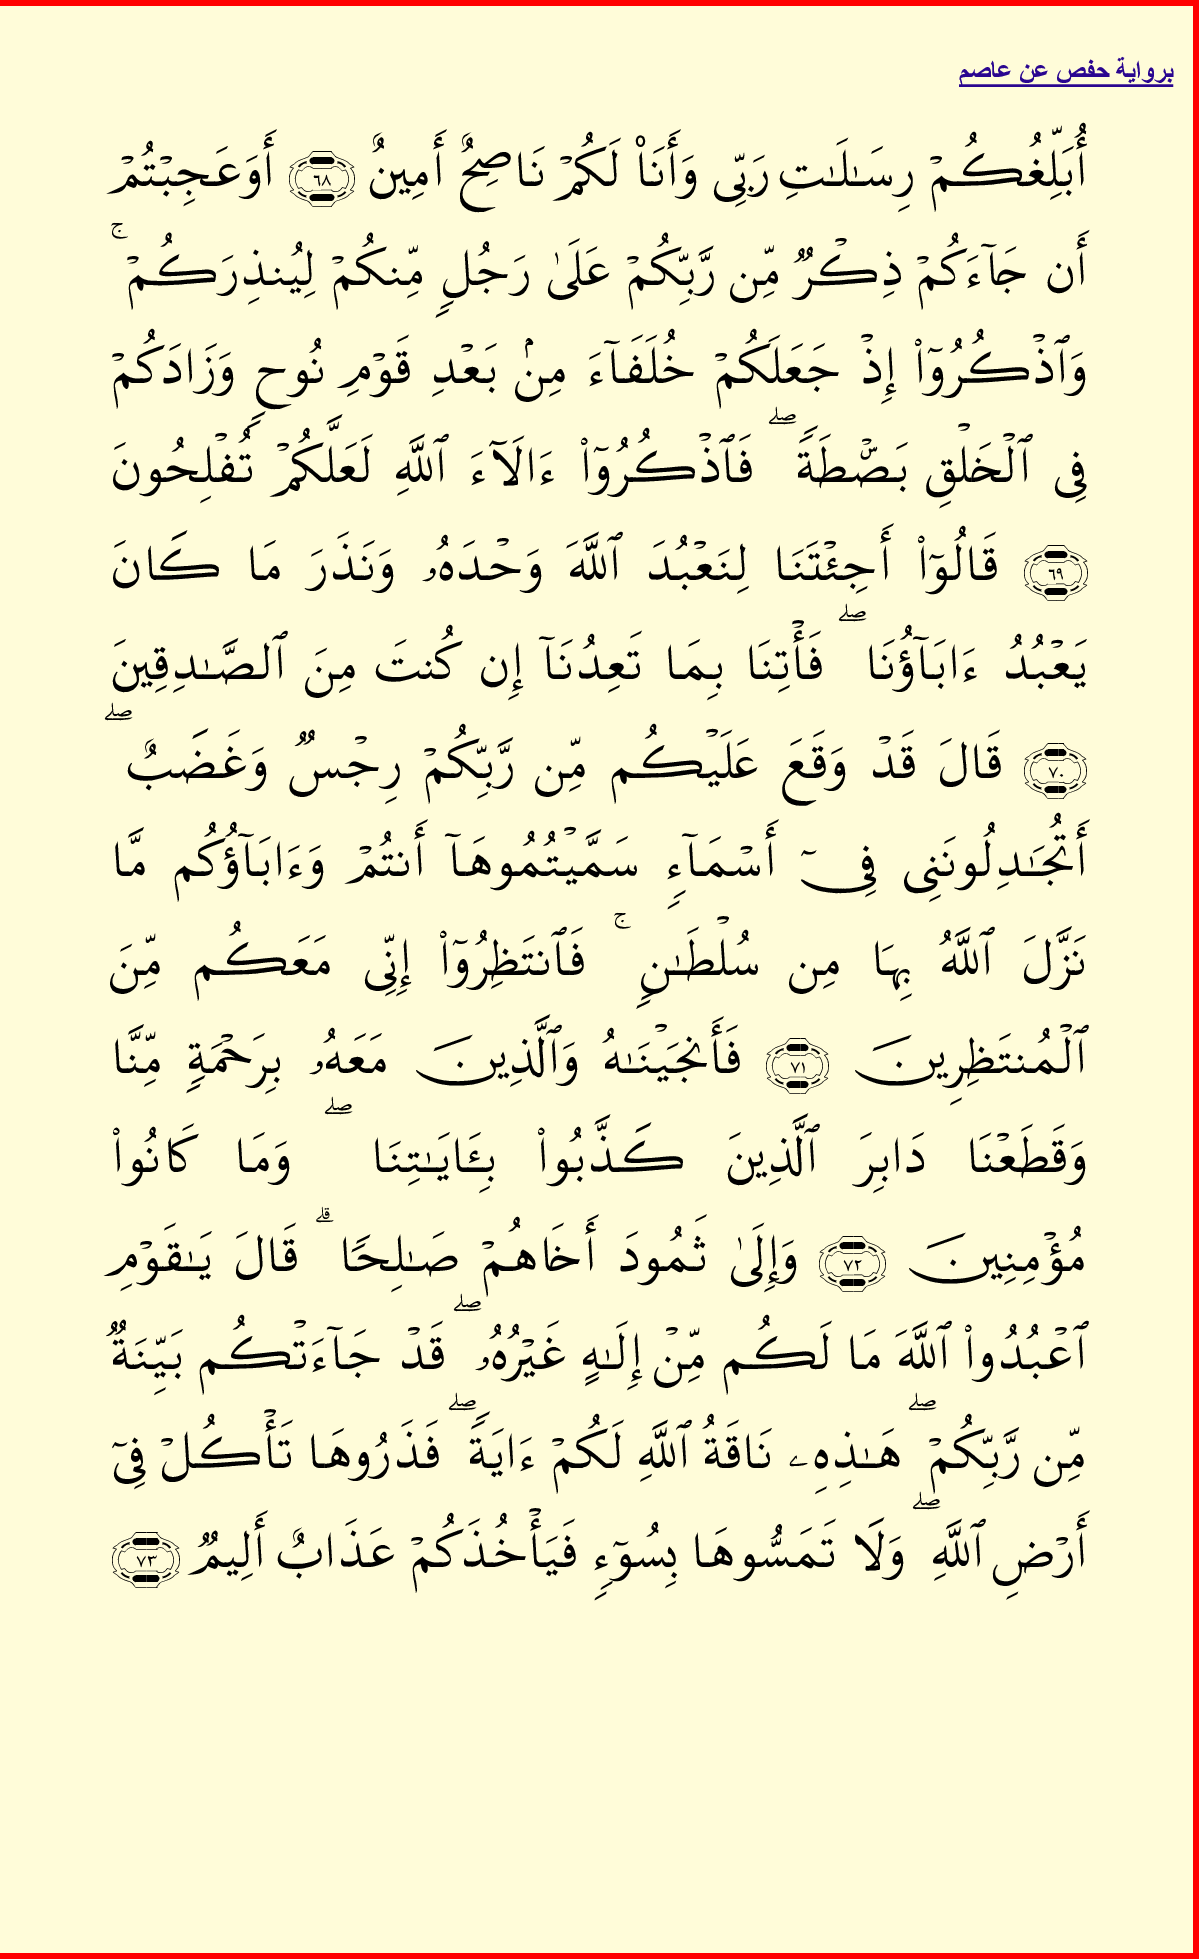 برواية حفص عن عاصم
أُبَلِّغُكُمۡ رِسَٰلَٰتِ رَبِّي وَأَنَا۠ لَكُمۡ نَاصِحٌ أَمِينٌ ٦٨ أَوَعَجِبۡتُمۡ
أَن جَآءَكُمۡ ذِكۡرٞ مِّن رَّبِّكُمۡ عَلَىٰ رَجُلٖ مِّنكُمۡ لِيُنذِرَكُمۡۚ
وَٱذۡكُرُوٓاْ إِذۡ جَعَلَكُمۡ خُلَفَآءَ مِنۢ بَعۡدِ قَوۡمِ نُوحٖ وَزَادَكُمۡ
فِي ٱلۡخَلۡقِ بَصۜۡطَةٗۖ فَٱذۡكُرُوٓاْ ءَالَآءَ ٱللَّهِ لَعَلَّكُمۡ تُفۡلِحُونَ
٦٩ قَالُوٓاْ أَجِئۡتَنَا لِنَعۡبُدَ ٱللَّهَ وَحۡدَهُۥ وَنَذَرَ مَا كَانَ
يَعۡبُدُ ءَابَآؤُنَاۖ فَأۡتِنَا بِمَا تَعِدُنَآ إِن كُنتَ مِنَ ٱلصَّٰدِقِينَ
٧٠ قَالَ قَدۡ وَقَعَ عَلَيۡكُم مِّن رَّبِّكُمۡ رِجۡسٞ وَغَضَبٌۖ
أَتُجَٰدِلُونَنِي فِيٓ أَسۡمَآءٖ سَمَّيۡتُمُوهَآ أَنتُمۡ وَءَابَآؤُكُم مَّا
نَزَّلَ ٱللَّهُ بِهَا مِن سُلۡطَٰنٖۚ فَٱنتَظِرُوٓاْ إِنِّي مَعَكُم مِّنَ
ٱلۡمُنتَظِرِينَ ٧١ فَأَنجَيۡنَٰهُ وَٱلَّذِينَ مَعَهُۥ بِرَحۡمَةٖ مِّنَّا
وَقَطَعۡنَا دَابِرَ ٱلَّذِينَ كَذَّبُواْ بِـَٔايَٰتِنَاۖ وَمَا كَانُواْ
مُؤۡمِنِينَ ٧٢ وَإِلَىٰ ثَمُودَ أَخَاهُمۡ صَٰلِحٗاۚ قَالَ يَٰقَوۡمِ
ٱعۡبُدُواْ ٱللَّهَ مَا لَكُم مِّنۡ إِلَٰهٍ غَيۡرُهُۥۖ قَدۡ جَآءَتۡكُم بَيِّنَةٞ
مِّن رَّبِّكُمۡۖ هَٰذِهِۦ نَاقَةُ ٱللَّهِ لَكُمۡ ءَايَةٗۖ فَذَرُوهَا تَأۡكُلۡ فِيٓ
أَرۡضِ ٱللَّهِۖ وَلَا تَمَسُّوهَا بِسُوٓءٖ فَيَأۡخُذَكُمۡ عَذَابٌ أَلِيمٞ ٧٣